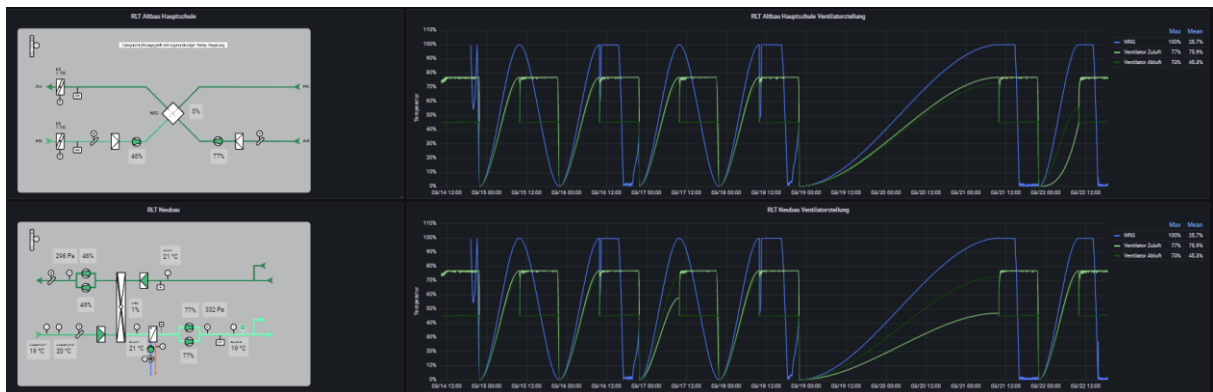 RLT Altbau Hauptschule
0%
WRG
46%
77%
RLT Altbau Hauptschule Ventilatorstellung
Max Mean
WRG 100% 25.7%
Ventilator Zuluft 77% 75.9%
Ventilator Abluft 73% 45.3%
Temperatur
110%
100%
90%
80%
70%
60%
50%
40%
30%
20%
10%
0%
03/14 12:00 03/15 00:00 03/15 12:00 03/16 00:00 03/16 12:00 03/17 00:00 03/17 12:00 03/18 00:00 03/18 12:00 03/19 00:00 03/19 12:00 03/20 00:00 03/20 12:00 03/21 00:00 03/21 12:00 03/22 00:00 03/22 12:00
RLT Neubau
298 Pa 46%
21 °C
46%
1%
77% 332 Pa
19 °C 20 °C
21 °C
77%
19 °C
RLT Neubau Ventilatorstellung
Max Mean
WRG 100% 25.7%
Ventilator Zuluft 77% 75.9%
Ventilator Abluft 73% 45.3%
Temperatur
110%
100%
90%
80%
70%
60%
50%
40%
30%
20%
10%
0%
03/14 12:00 03/15 00:00 03/15 12:00 03/16 00:00 03/16 12:00 03/17 00:00 03/17 12:00 03/18 00:00 03/18 12:00 03/19 00:00 03/19 12:00 03/20 00:00 03/20 12:00 03/21 00:00 03/21 12:00 03/22 00:00 03/22 12:00